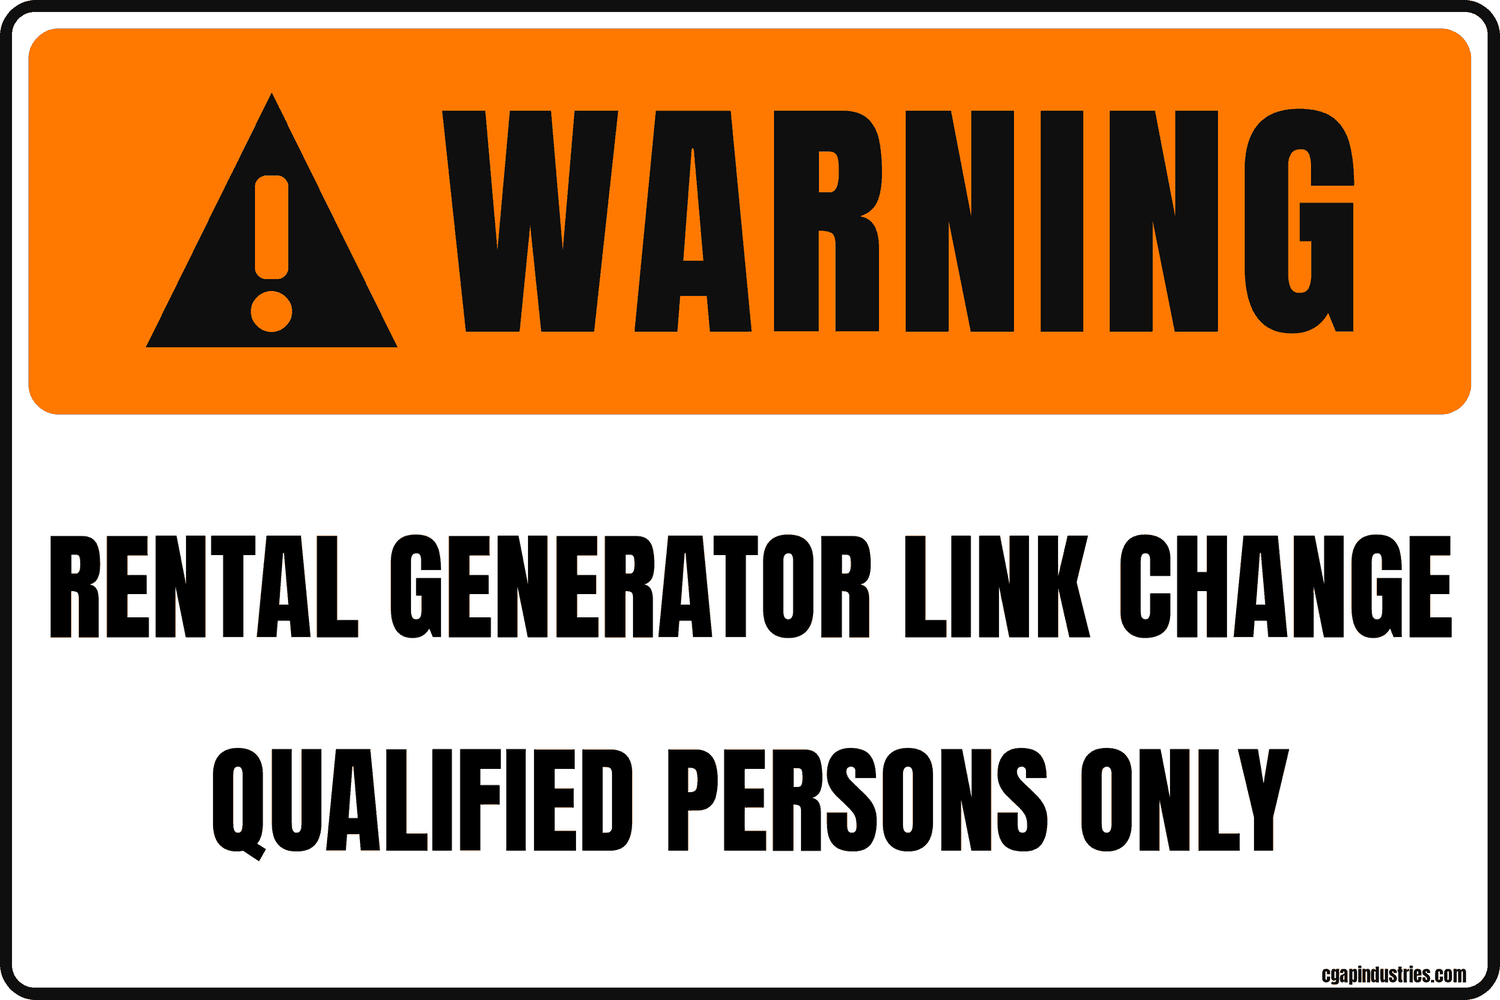 WARNING
RENTAL GENERATOR LINK CHANGE
QUALIFIED PERSONS ONLY
cgapindustries.com